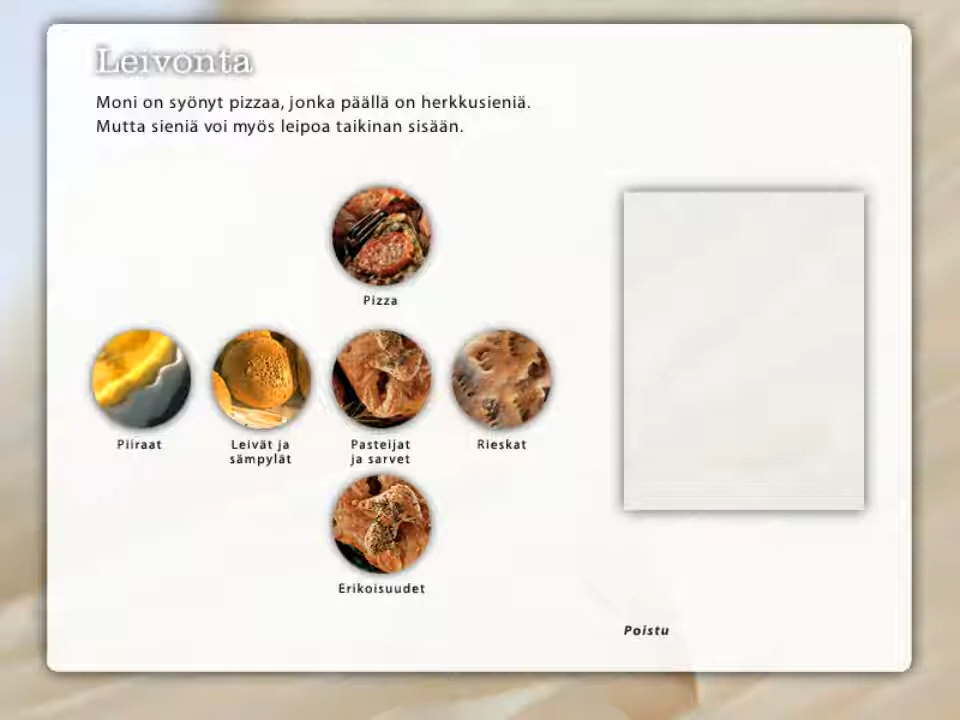 Leivonta
Moni on syönyt pizzaa, jonka päällä on herkkusieniä.
Mutta sieniä voi myös leipoa taikinan sisään.
Pizza
Piiraat
Leivät ja
sämpylät
Pasteijat
ja sarvet
Rieskat
Erikoisuudet
Poistu